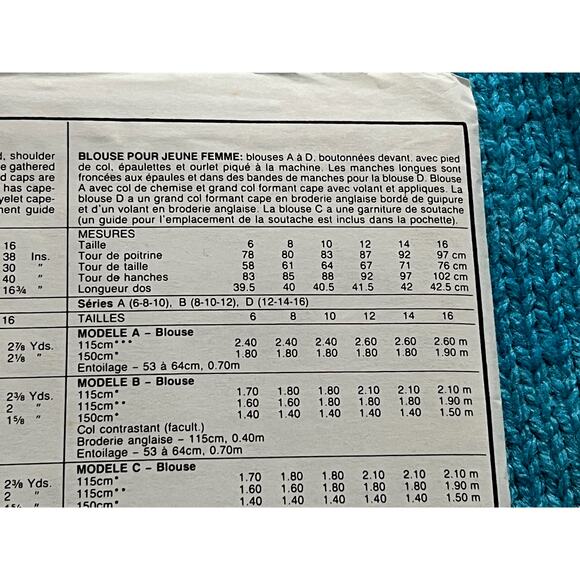 d, shoulder
e gathered
d caps are
has cape-
yelet cape-
ment guide
16
38 Ins.
30 "
40 "
16¾ "
16
2⅞ Yds.
2⅛ "
2⅜ Yds.
2 "
1⅝ "
2⅜ Yds.
2 "
BLOUSE POUR JEUNE FEMME: blouses A à D, boutonnées devant, avec pied
de col, épaulettes et ourlet piqué à la machine. Les manches longues sont
froncées aux épaules et dans des bandes de manches pour la blouse D. Blouse
A avec col de chemise et grand col formant cape avec volant et appliques. La
blouse D a un grand col formant cape en broderie anglaise bordé de guipure
et d'un volant en broderie anglaise. La blouse C a une garniture de soutache
(un guide pour l'emplacement de la soutache est inclus dans la pochette).
MESURES
Taille 6 8 10 12 14 16
Tour de poitrine 78 80 83 87 92 97 cm
Tour de taille 58 61 64 67 71 76 cm
Tour de hanches 83 85 88 92 97 102 cm
Longueur dos 39.5 40 40.5 41.5 42 42.5 cm
Séries A (6-8-10), B (8-10-12), D (12-14-16)
TAILLES 6 8 10 12 14 16
MODELE A – Blouse
115cm*** 2.40 2.40 2.40 2.60 2.60 2.60 m
150cm* 1.80 1.80 1.80 1.80 1.80 1.90 m
Entoilage – 53 à 64cm, 0.70m
MODELE B – Blouse
115cm* 1.70 1.80 1.80 2.10 2.10 2.10 m
115cm** 1.60 1.60 1.80 1.80 1.80 1.90 m
150cm* 1.40 1.40 1.40 1.40 1.40 1.50 m
Col contrastant (facult.)
Broderie anglaise – 115cm, 0.40m
Entoilage – 53 à 64cm, 0.70m
MODELE C – Blouse
115cm* 1.70 1.80 1.80 2.10 2.10 2.10 m
115cm** 1.60 1.60 1.80 1.80 1.80 1.90 m
150cm* 1.40 1.40 1.40 1.40 1.40 1.50 m